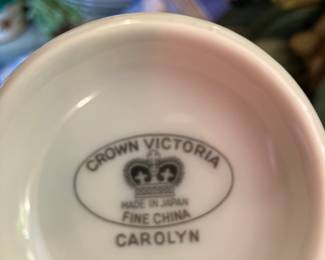 CROWN VICTORIA
MADE IN JAPAN
FINE CHINA
CAROLYN